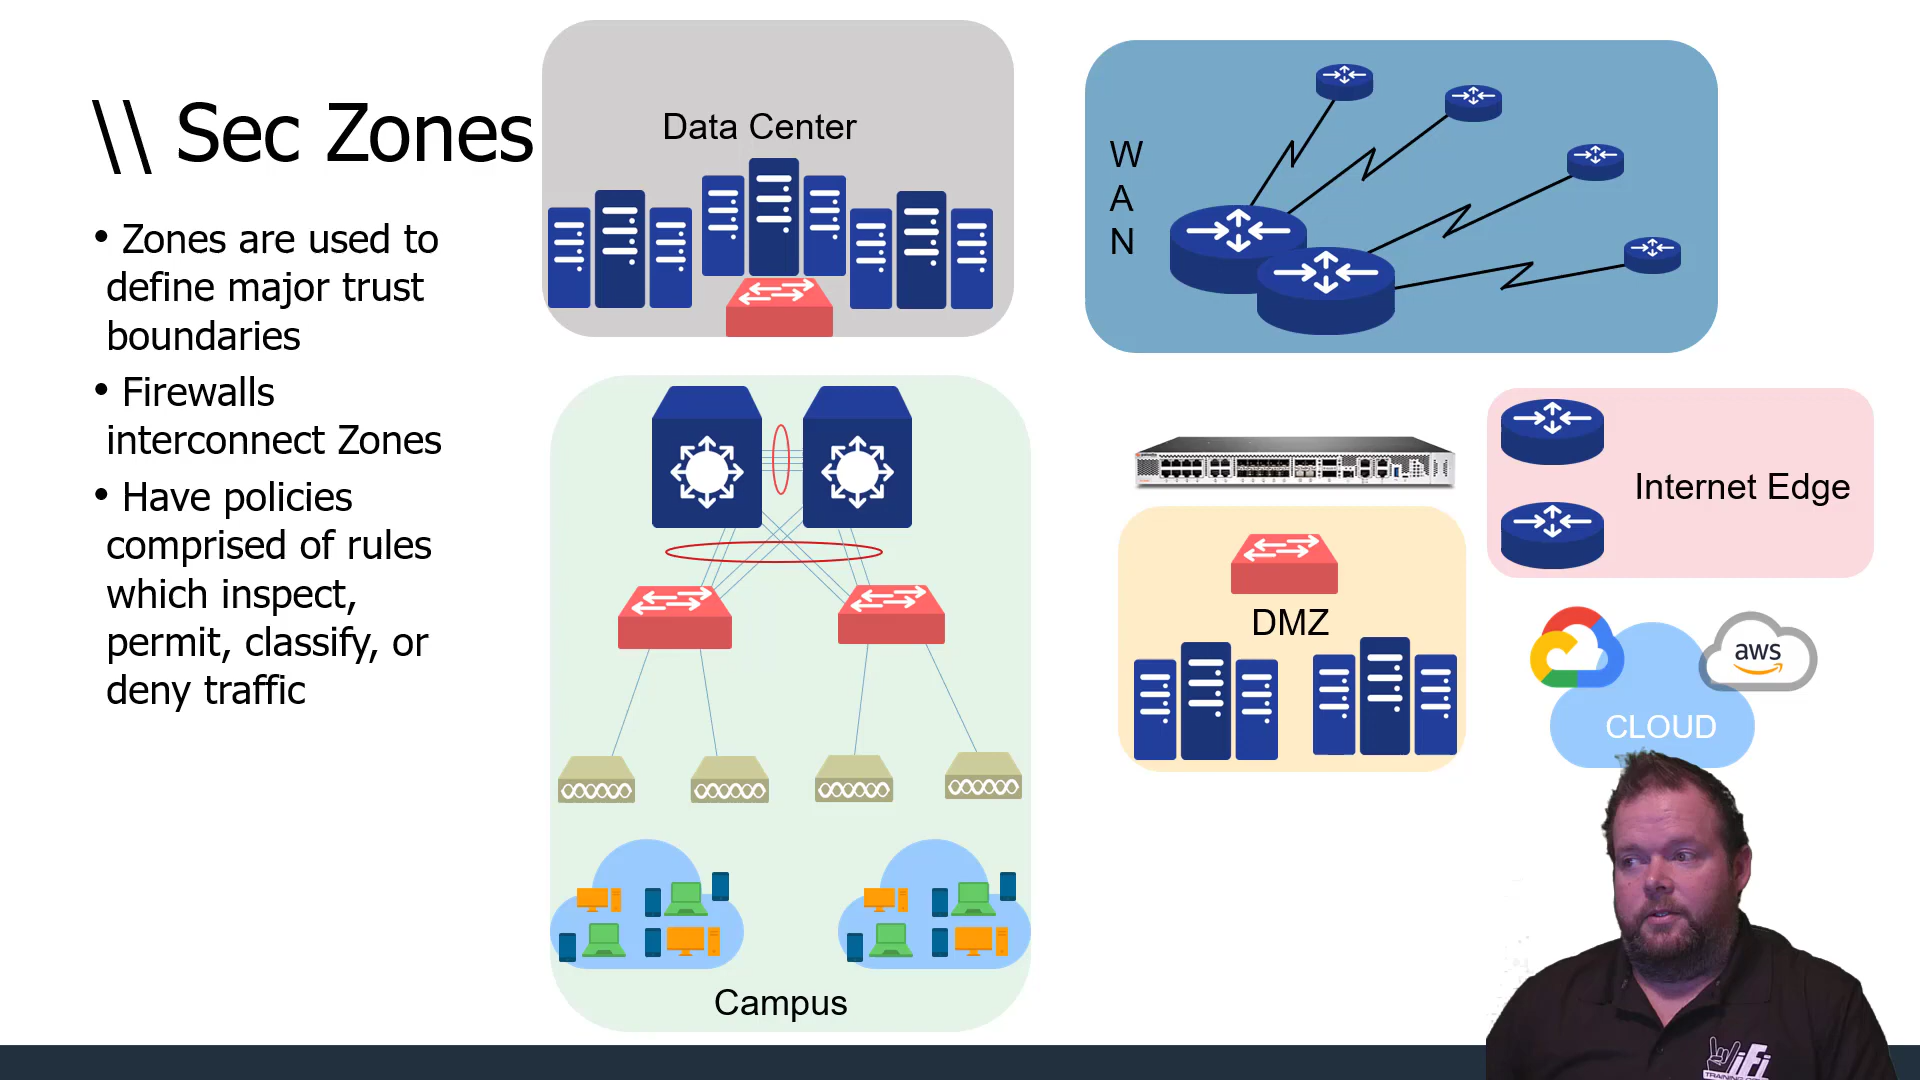 \\ Sec Zones
• Zones are used to
define major trust
boundaries
• Firewalls
interconnect Zones
• Have policies
comprised of rules
which inspect,
permit, classify, or
deny traffic
Data Center
W
A
N
Internet Edge
DMZ
aws
CLOUD
Campus
iFi